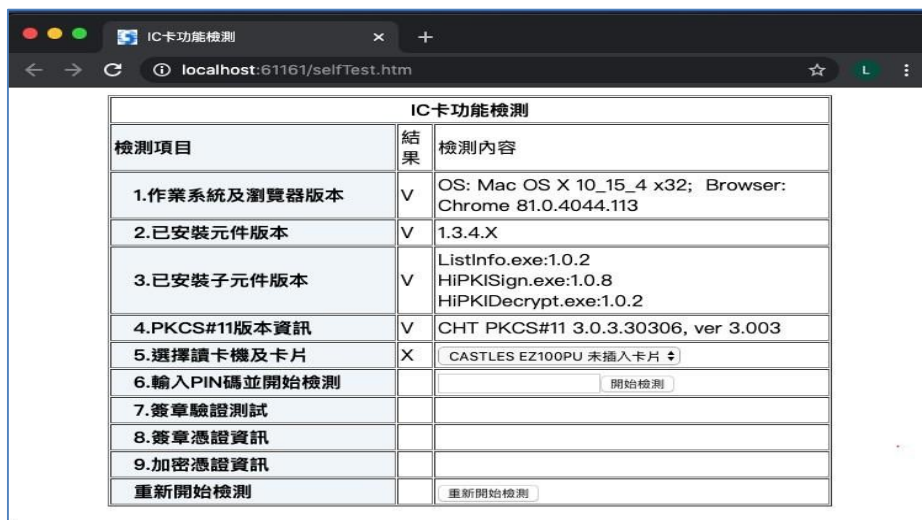 IC卡功能檢測
localhost:61161/selfTest.htm
L
IC卡功能檢測
檢測項目 結果 檢測內容
1.作業系統及瀏覽器版本 V OS: Mac OS X 10_15_4 x32; Browser:
Chrome 81.0.4044.113
2.已安裝元件版本 V 1.3.4.X
3.已安裝子元件版本 V ListInfo.exe:1.0.2
HiPKISign.exe:1.0.8
HiPKIDecrypt.exe:1.0.2
4.PKCS#11版本資訊 V CHT PKCS#11 3.0.3.30306, ver 3.003
5.選擇讀卡機及卡片 X CASTLES EZ100PU 未插入卡片
6.輸入PIN碼並開始檢測 開始檢測
7.簽章驗證測試
8.簽章憑證資訊
9.加密憑證資訊
重新開始檢測 重新開始檢測